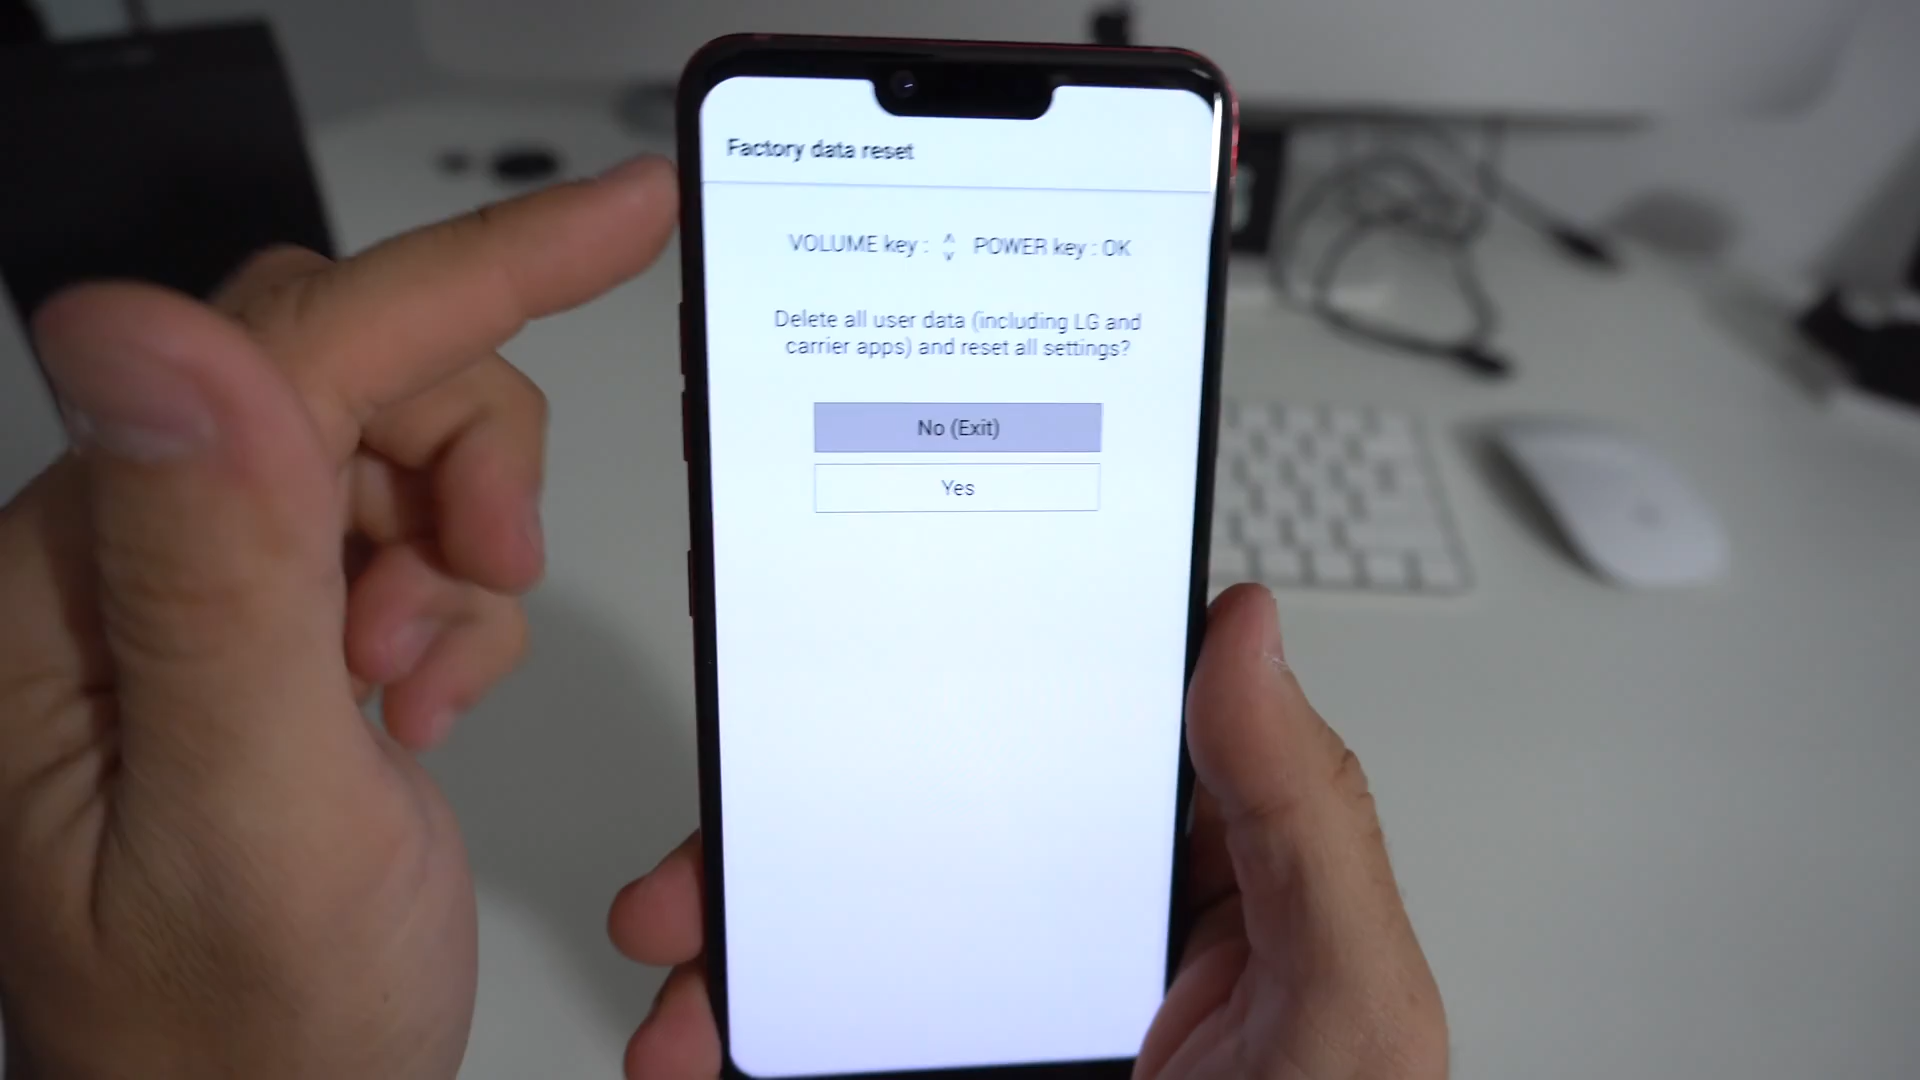 Factory data reset
VOLUME key : ^ v POWER key : OK
Delete all user data (including LG and
carrier apps) and reset all settings?
No (Exit)
Yes